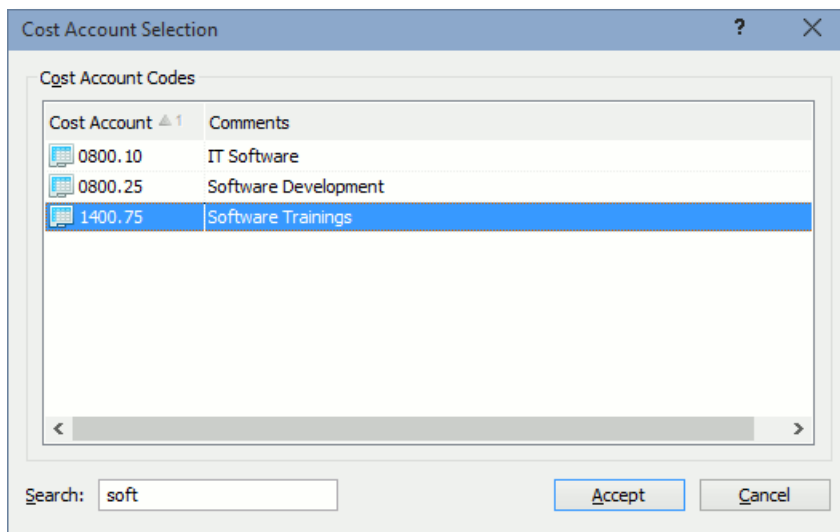 Cost Account Selection ?
Cost Account Codes
Cost Account 1 Comments
0800.10 IT Software
0800.25 Software Development
1400.75 Software Trainings
Search: soft Accept Cancel